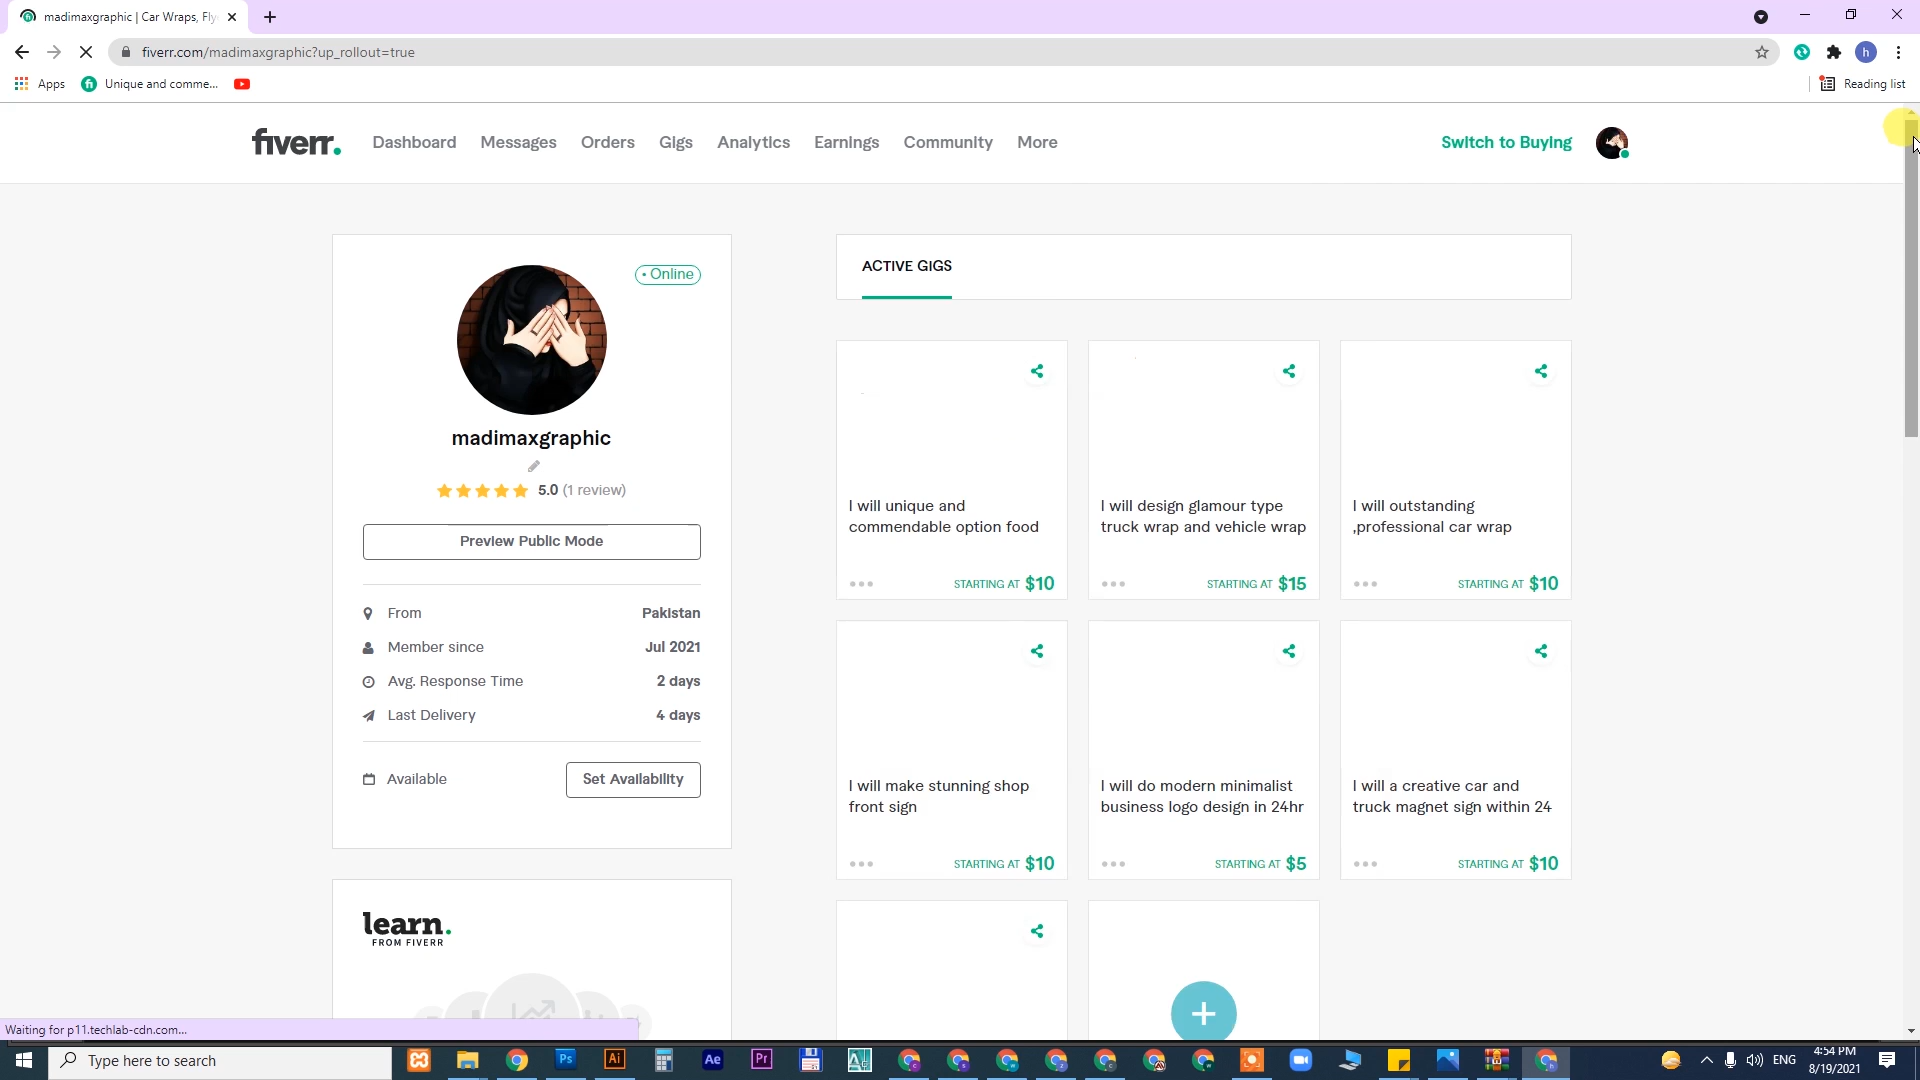 madimaxgraphic | Car Wraps, Fly
fiverr.com/madimaxgraphic?up_rollout=true
h
Apps
Unique and comme...
Reading list
fiverr.
Dashboard
Messages
Orders
Gigs
Analytics
Earnings
Community
More
Switch to Buying
• Online
madimaxgraphic
5.0 (1 review)
Preview Public Mode
From Pakistan
Member since Jul 2021
Avg. Response Time 2 days
Last Delivery 4 days
Available
Set Availability
learn.
FROM FIVERR
ACTIVE GIGS
I will unique and
commendable option food
STARTING AT $10
I will design glamour type
truck wrap and vehicle wrap
STARTING AT $15
I will outstanding
,professional car wrap
STARTING AT $10
I will make stunning shop
front sign
STARTING AT $10
I will do modern minimalist
business logo design in 24hr
STARTING AT $5
I will a creative car and
truck magnet sign within 24
STARTING AT $10
Waiting for p11.techlab-cdn.com...
Type here to search
Ps
Ai
Ae
Pr
ENG
4:54 PM
8/19/2021